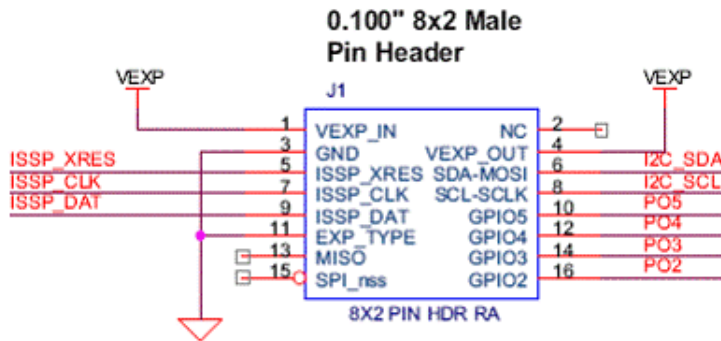 0.100" 8x2 Male
Pin Header
VEXP
VEXP
J1
1 VEXP_IN NC 2
3 GND VEXP_OUT 4
ISSP_XRES 5 ISSP_XRES SDA-MOSI 6 I2C_SDA
ISSP_CLK 7 ISSP_CLK SCL-SCLK 8 I2C_SCL
ISSP_DAT 9 ISSP_DAT GPIO5 10 PO5
11 EXP_TYPE GPIO4 12 PO4
13 MISO GPIO3 14 PO3
15 SPI_nss GPIO2 16 PO2
8X2 PIN HDR RA